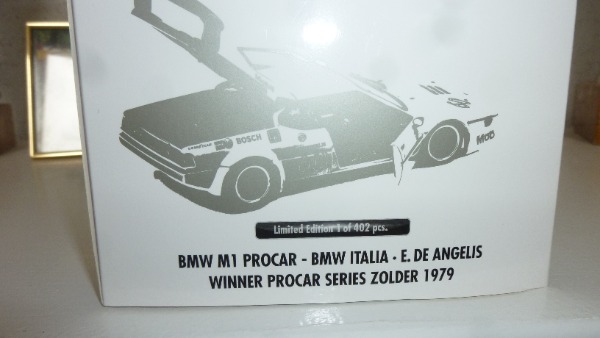 GOODYEAR
BOSCH
Limited Edition 1 of 402 pcs.
BMW M1 PROCAR - BMW ITALIA · E. DE ANGELIS
WINNER PROCAR SERIES ZOLDER 1979